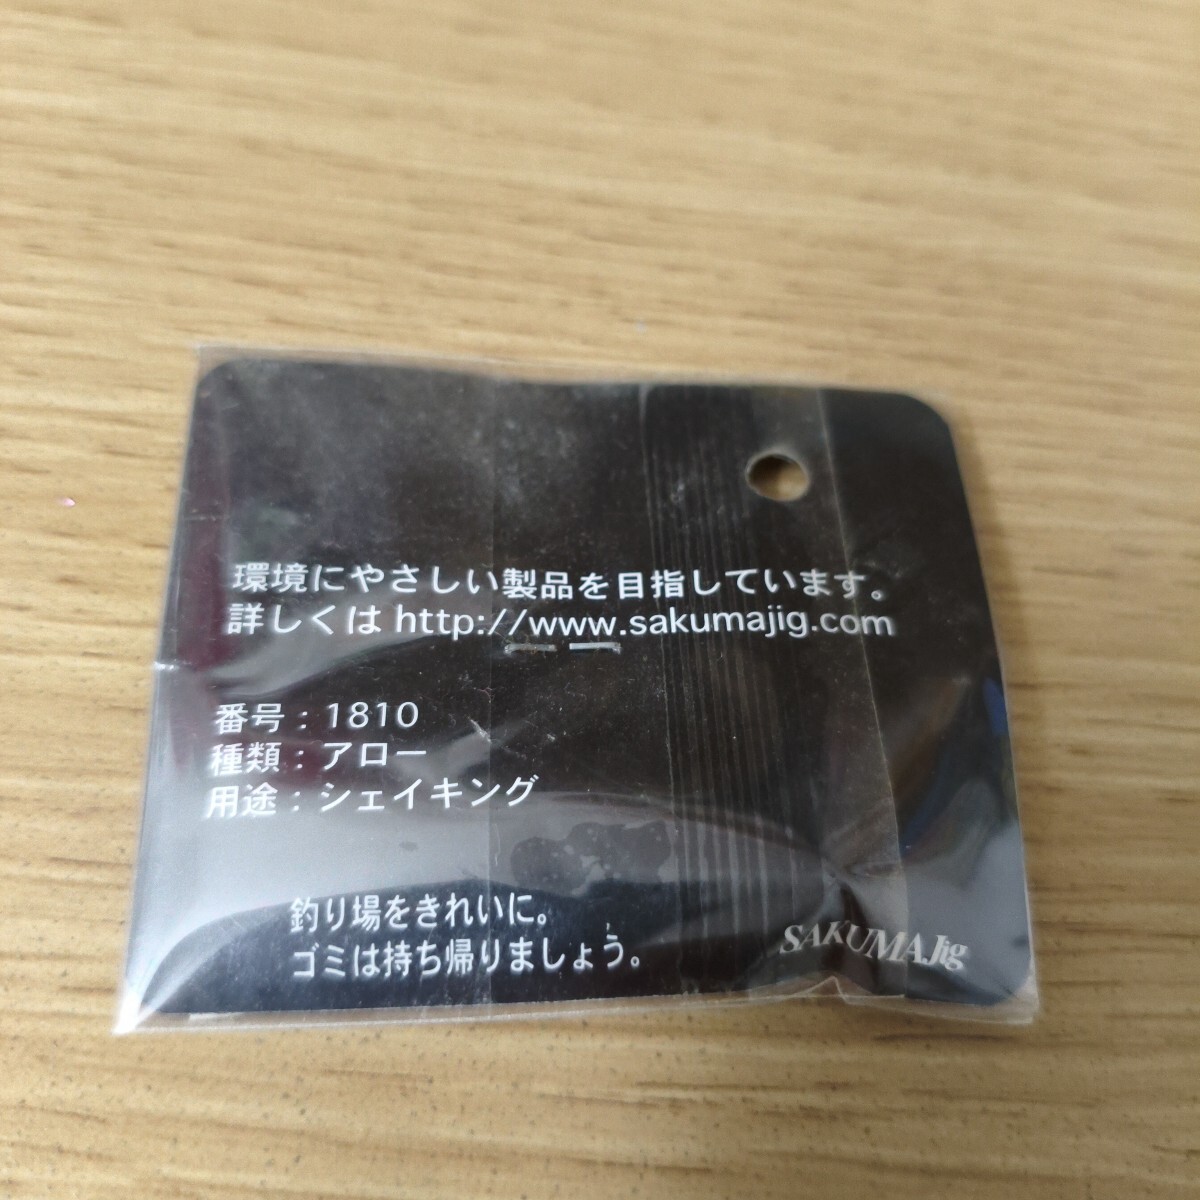 環境にやさしい製品を目指しています。
詳しくは http://www.sakumajig.com
番号：1810
種類：アロー
用途：シェイキング
釣り場をきれいに。
ゴミは持ち帰りましょう。
SAKUMA Jig